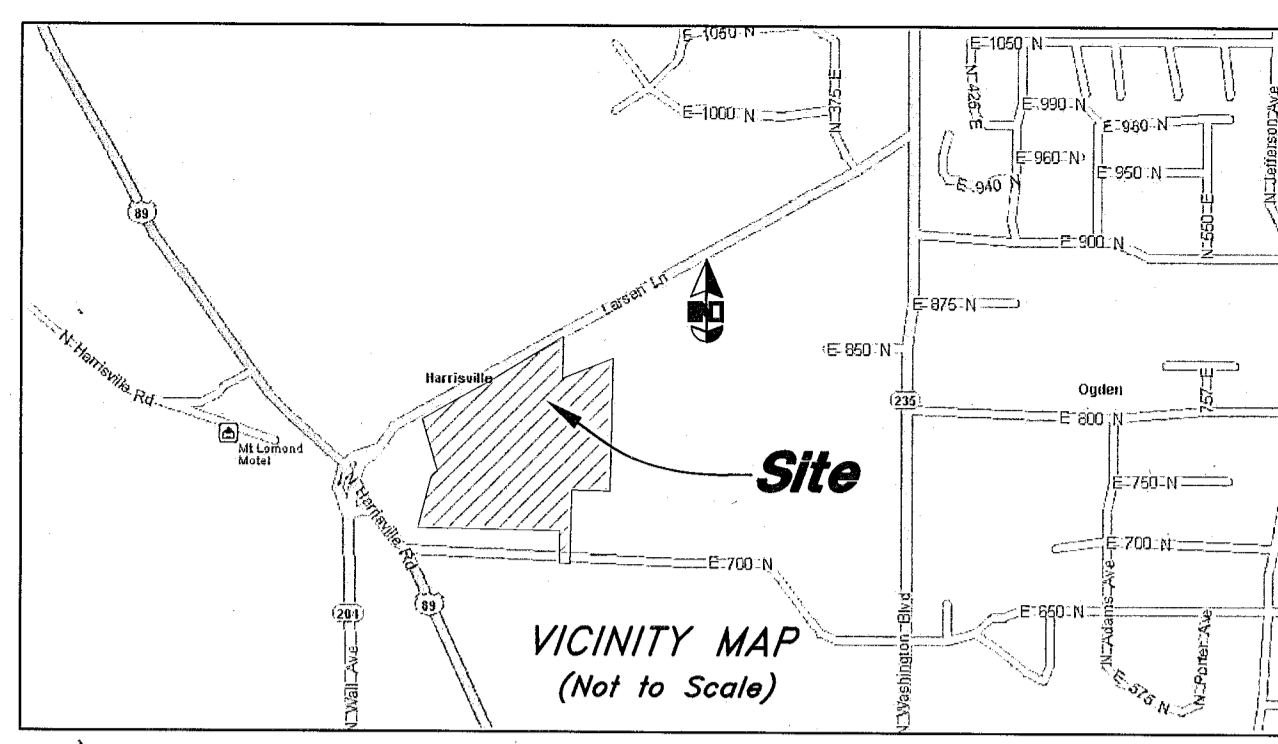 E 1050 N
E 1050 N
N 425 E
N 375 E
E 990 N
E 1000 N
E 980 N
N Jefferson Ave
E 960 N
E 950 N
E 940 N
N 550 E
89
E 900 N
Larsen Ln
E 875 N
N Harrisville Rd
E 850 N
Harrisville
Ogden
757 E
235
E 800 N
Mt Lomond
Motel
Site
E 750 N
N Harrisville Rd
E 700 N
E 700 N
89
204
E 650 N
N Wall Ave
VICINITY MAP
(Not to Scale)
N Washington Blvd
N Adams Ave
N Porter Ave
E 575 N